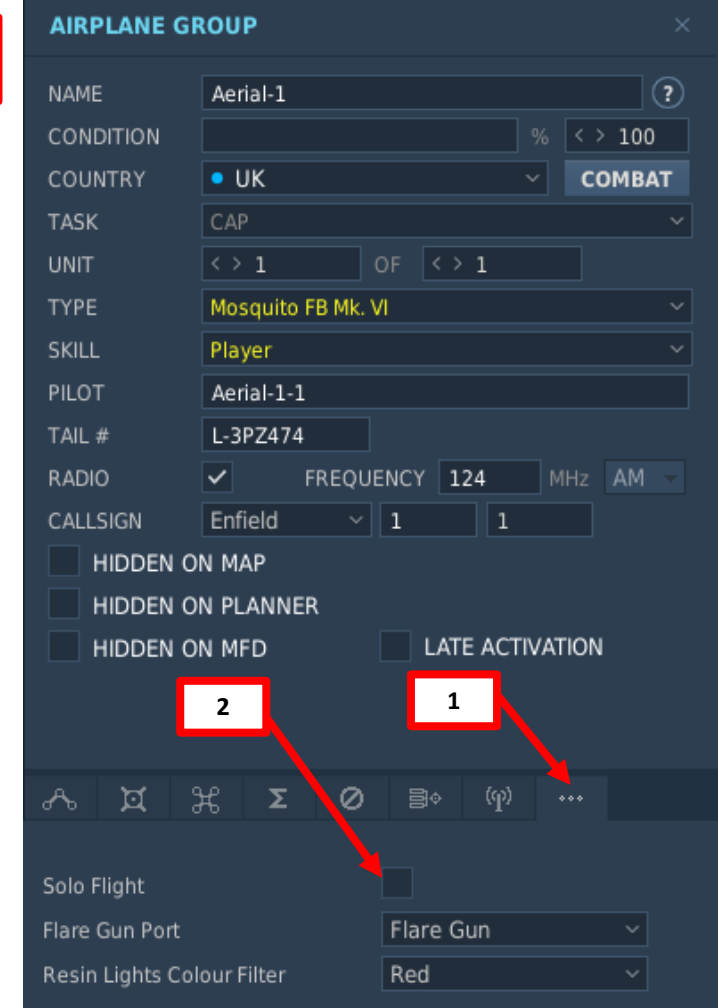 AIRPLANE GROUP
NAME Aerial-1 ?
CONDITION % < > 100
COUNTRY UK COMBAT
TASK CAP
UNIT < > 1 OF < > 1
TYPE Mosquito FB Mk. VI
SKILL Player
PILOT Aerial-1-1
TAIL # L-3PZ474
RADIO FREQUENCY 124 MHz AM
CALLSIGN Enfield 1 1
HIDDEN ON MAP
HIDDEN ON PLANNER
HIDDEN ON MFD LATE ACTIVATION
2 1
Σ
Solo Flight
Flare Gun Port Flare Gun
Resin Lights Colour Filter Red